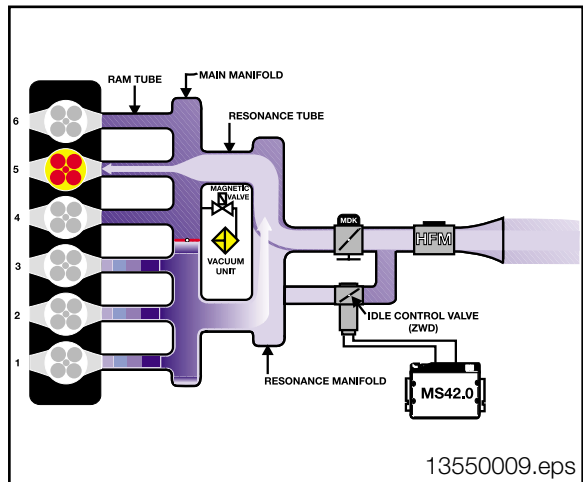 MAIN MANIFOLD
RAM TUBE
RESONANCE TUBE
6
5
4
3
2
1
MAGNETIC
VALVE
VACUUM
UNIT
MDK
HFM
IDLE CONTROL VALVE
(ZWD)
RESONANCE MANIFOLD
MS42.0
13550009.eps